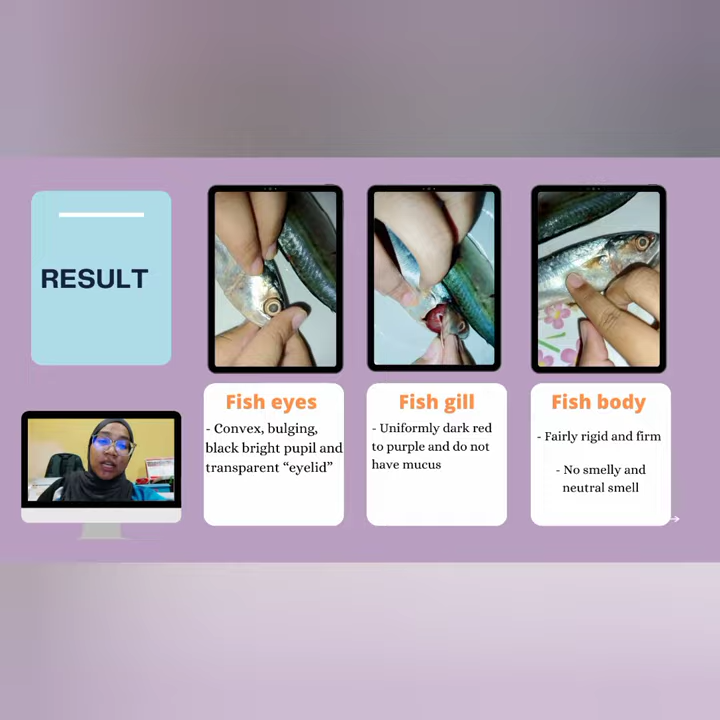 RESULT
Fish eyes
- Convex, bulging,
black bright pupil and
transparent “eyelid”
Fish gill
- Uniformly dark red
to purple and do not
have mucus
Fish body
- Fairly rigid and firm
- No smelly and
neutral smell